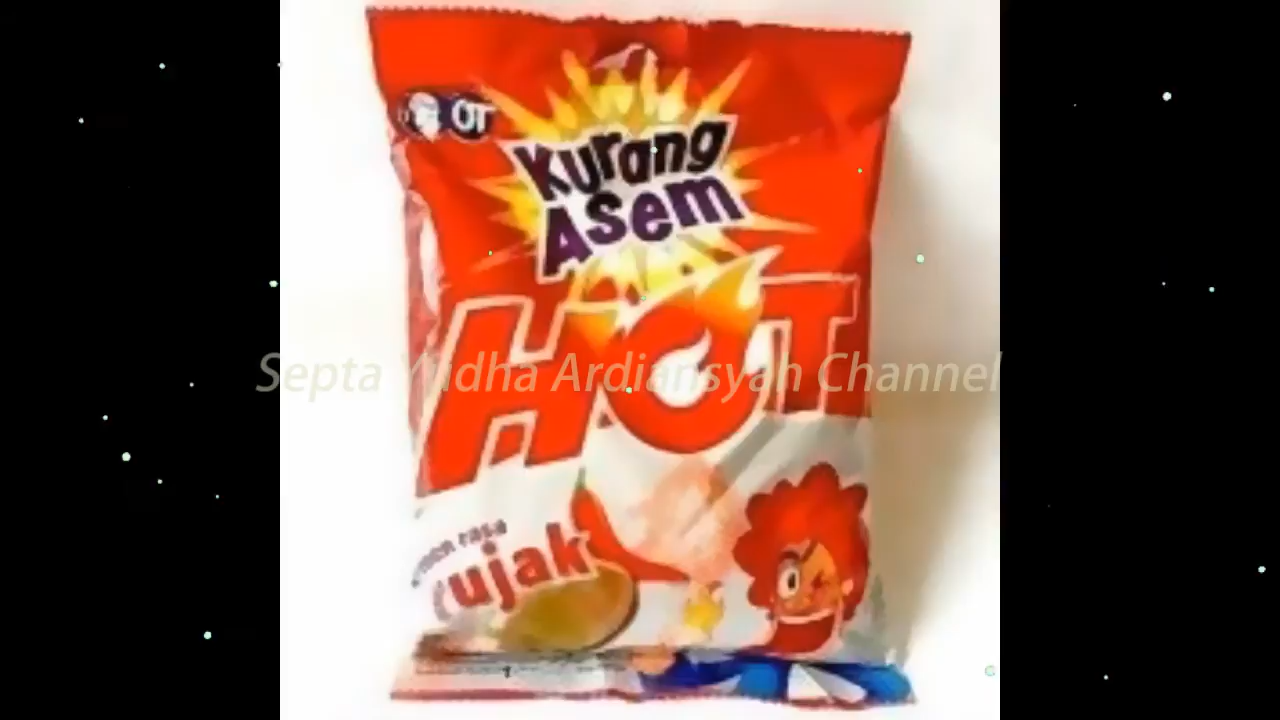 OT
Kurang
Asem
HOT
Septa Yudha Ardiansyah Channel
rasa
rujak